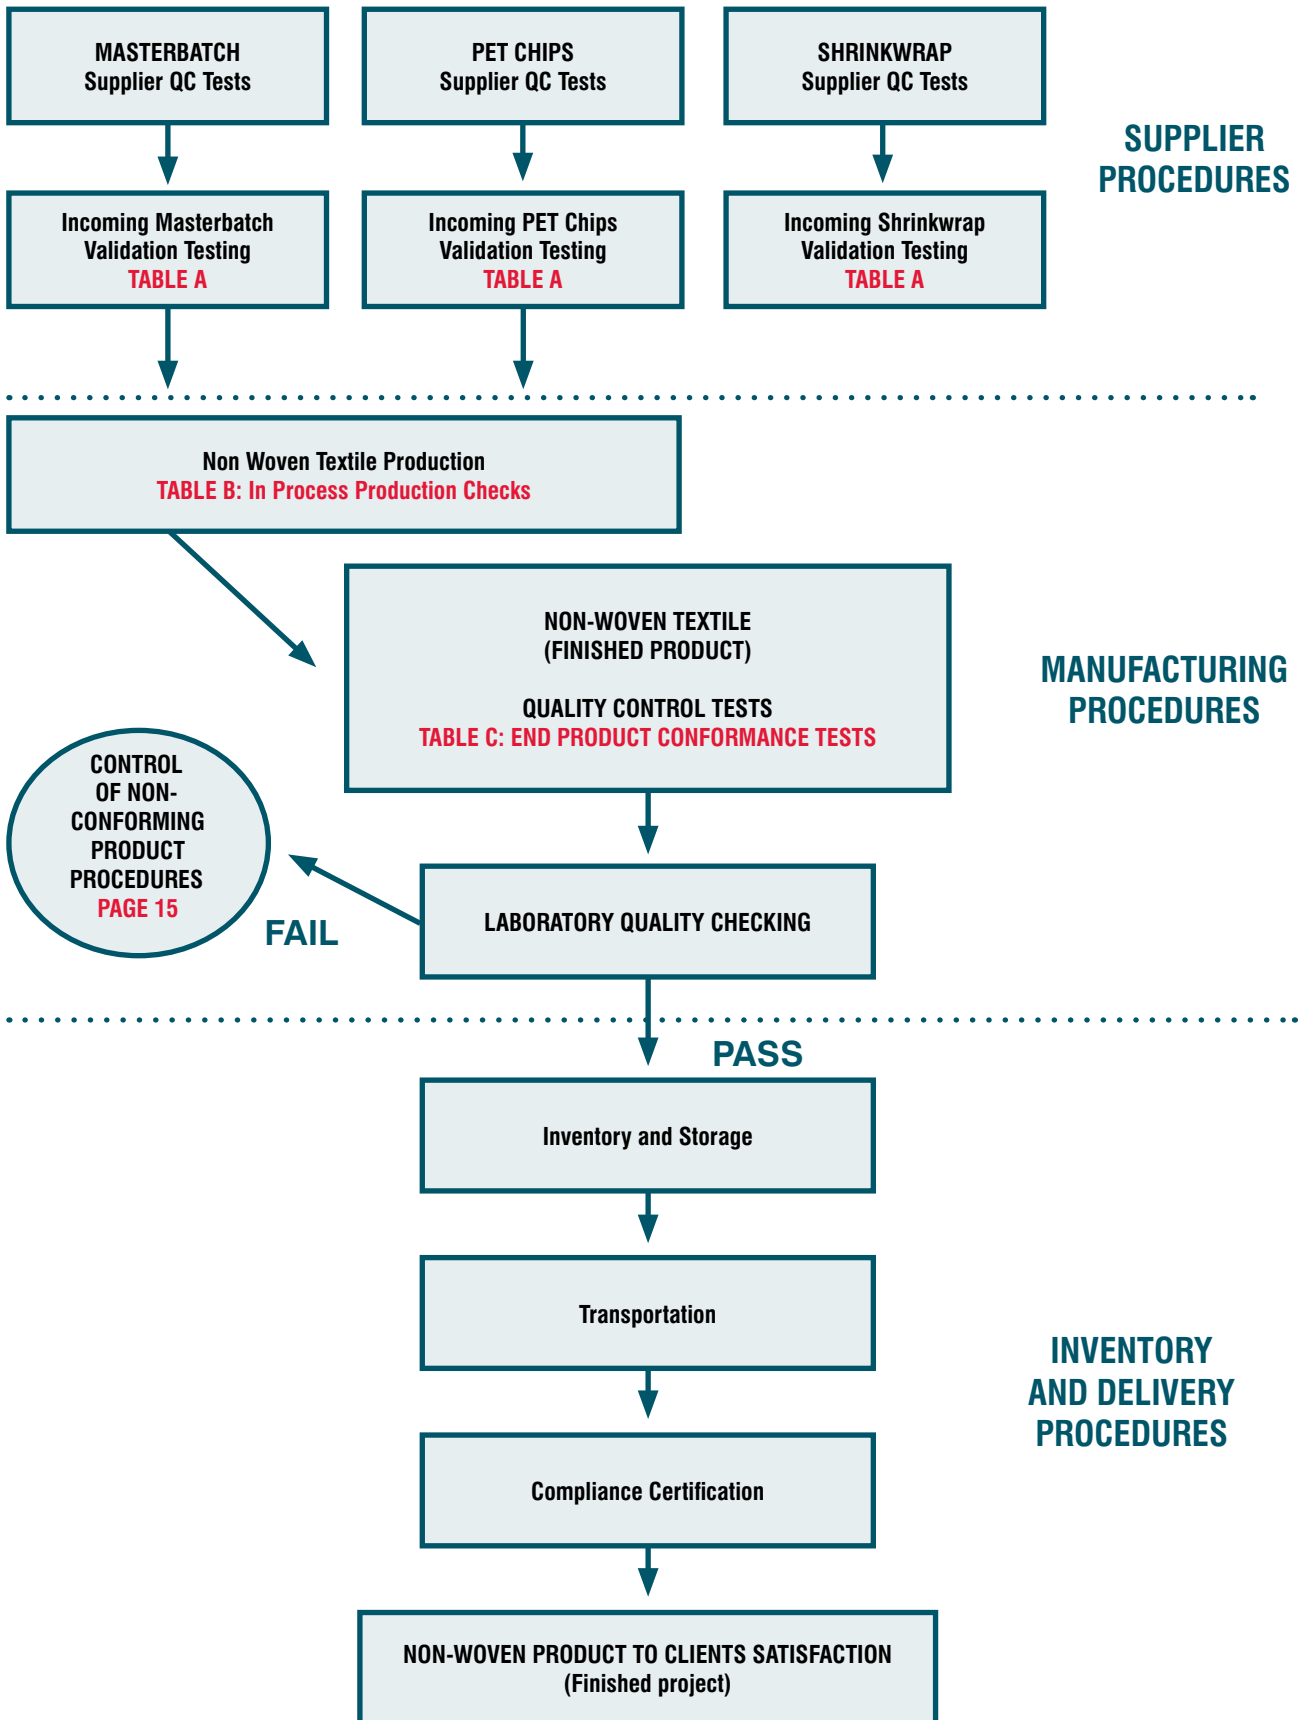 MASTERBATCH
Supplier QC Tests
PET CHIPS
Supplier QC Tests
SHRINKWRAP
Supplier QC Tests
SUPPLIER
PROCEDURES
Incoming Masterbatch
Validation Testing
TABLE A
Incoming PET Chips
Validation Testing
TABLE A
Incoming Shrinkwrap
Validation Testing
TABLE A
Non Woven Textile Production
TABLE B: In Process Production Checks
NON-WOVEN TEXTILE
(FINISHED PRODUCT)
QUALITY CONTROL TESTS
TABLE C: END PRODUCT CONFORMANCE TESTS
MANUFACTURING
PROCEDURES
CONTROL
OF NON-
CONFORMING
PRODUCT
PROCEDURES
PAGE 15
FAIL
LABORATORY QUALITY CHECKING
PASS
Inventory and Storage
Transportation
INVENTORY
AND DELIVERY
PROCEDURES
Compliance Certification
NON-WOVEN PRODUCT TO CLIENTS SATISFACTION
(Finished project)